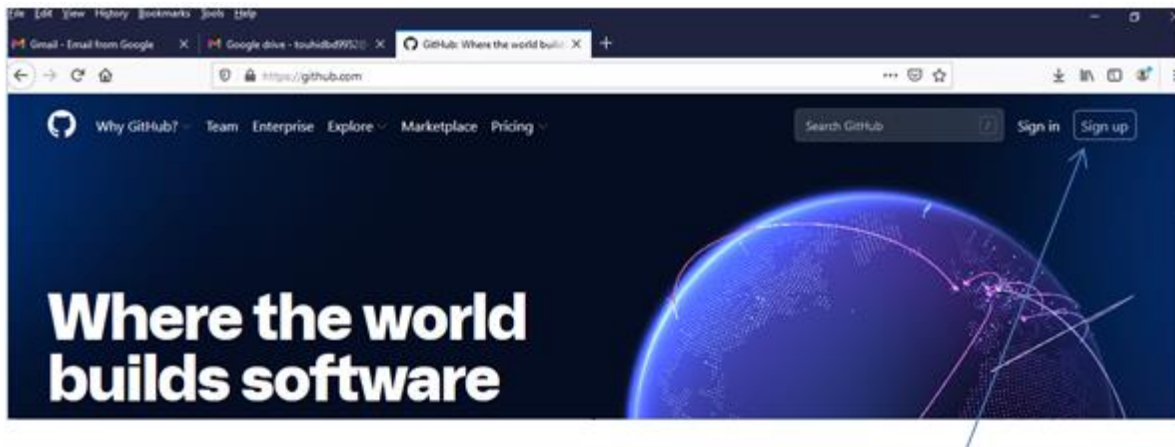 File Edit View History Bookmarks Tools Help
Gmail - Email from Google X Google drive - X GitHub: Where the world build X +
https://github.com
Why GitHub? Team Enterprise Explore Marketplace Pricing Search GitHub / Sign in Sign up
Where the world
builds software